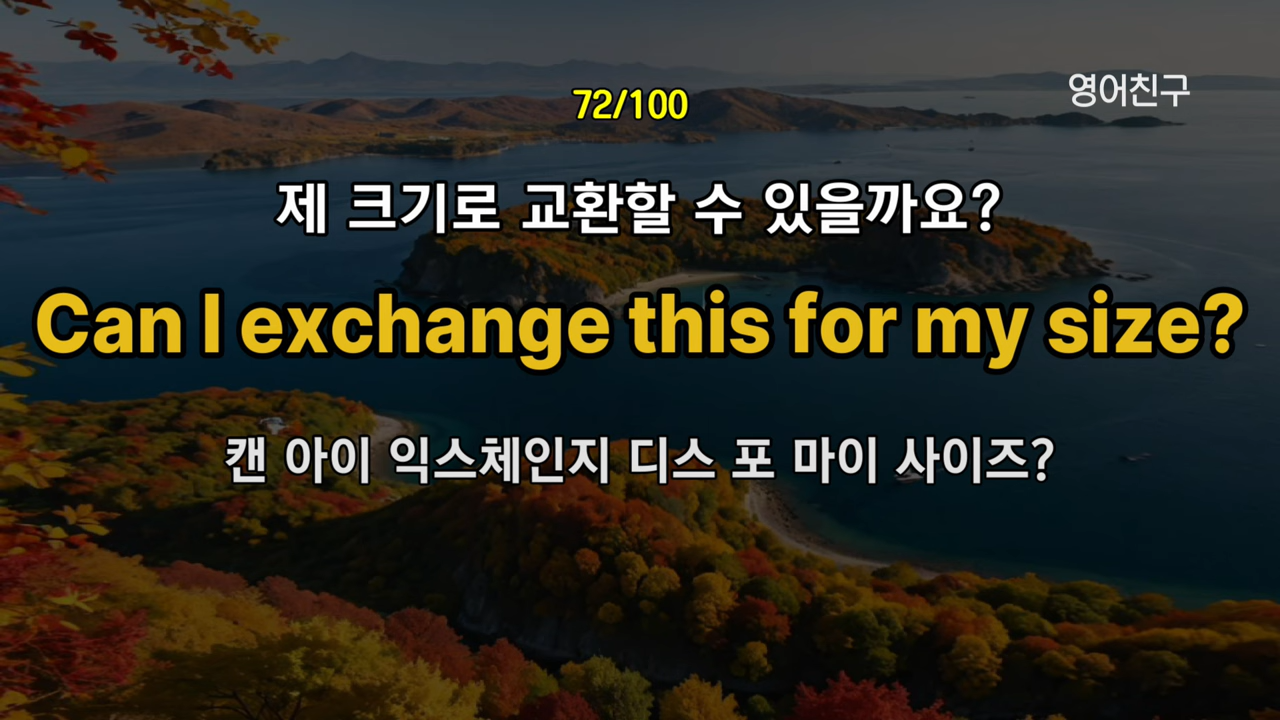 영어친구
72/100
제 크기로 교환할 수 있을까요?
Can I exchange this for my size?
캔 아이 익스체인지 디스 포 마이 사이즈?